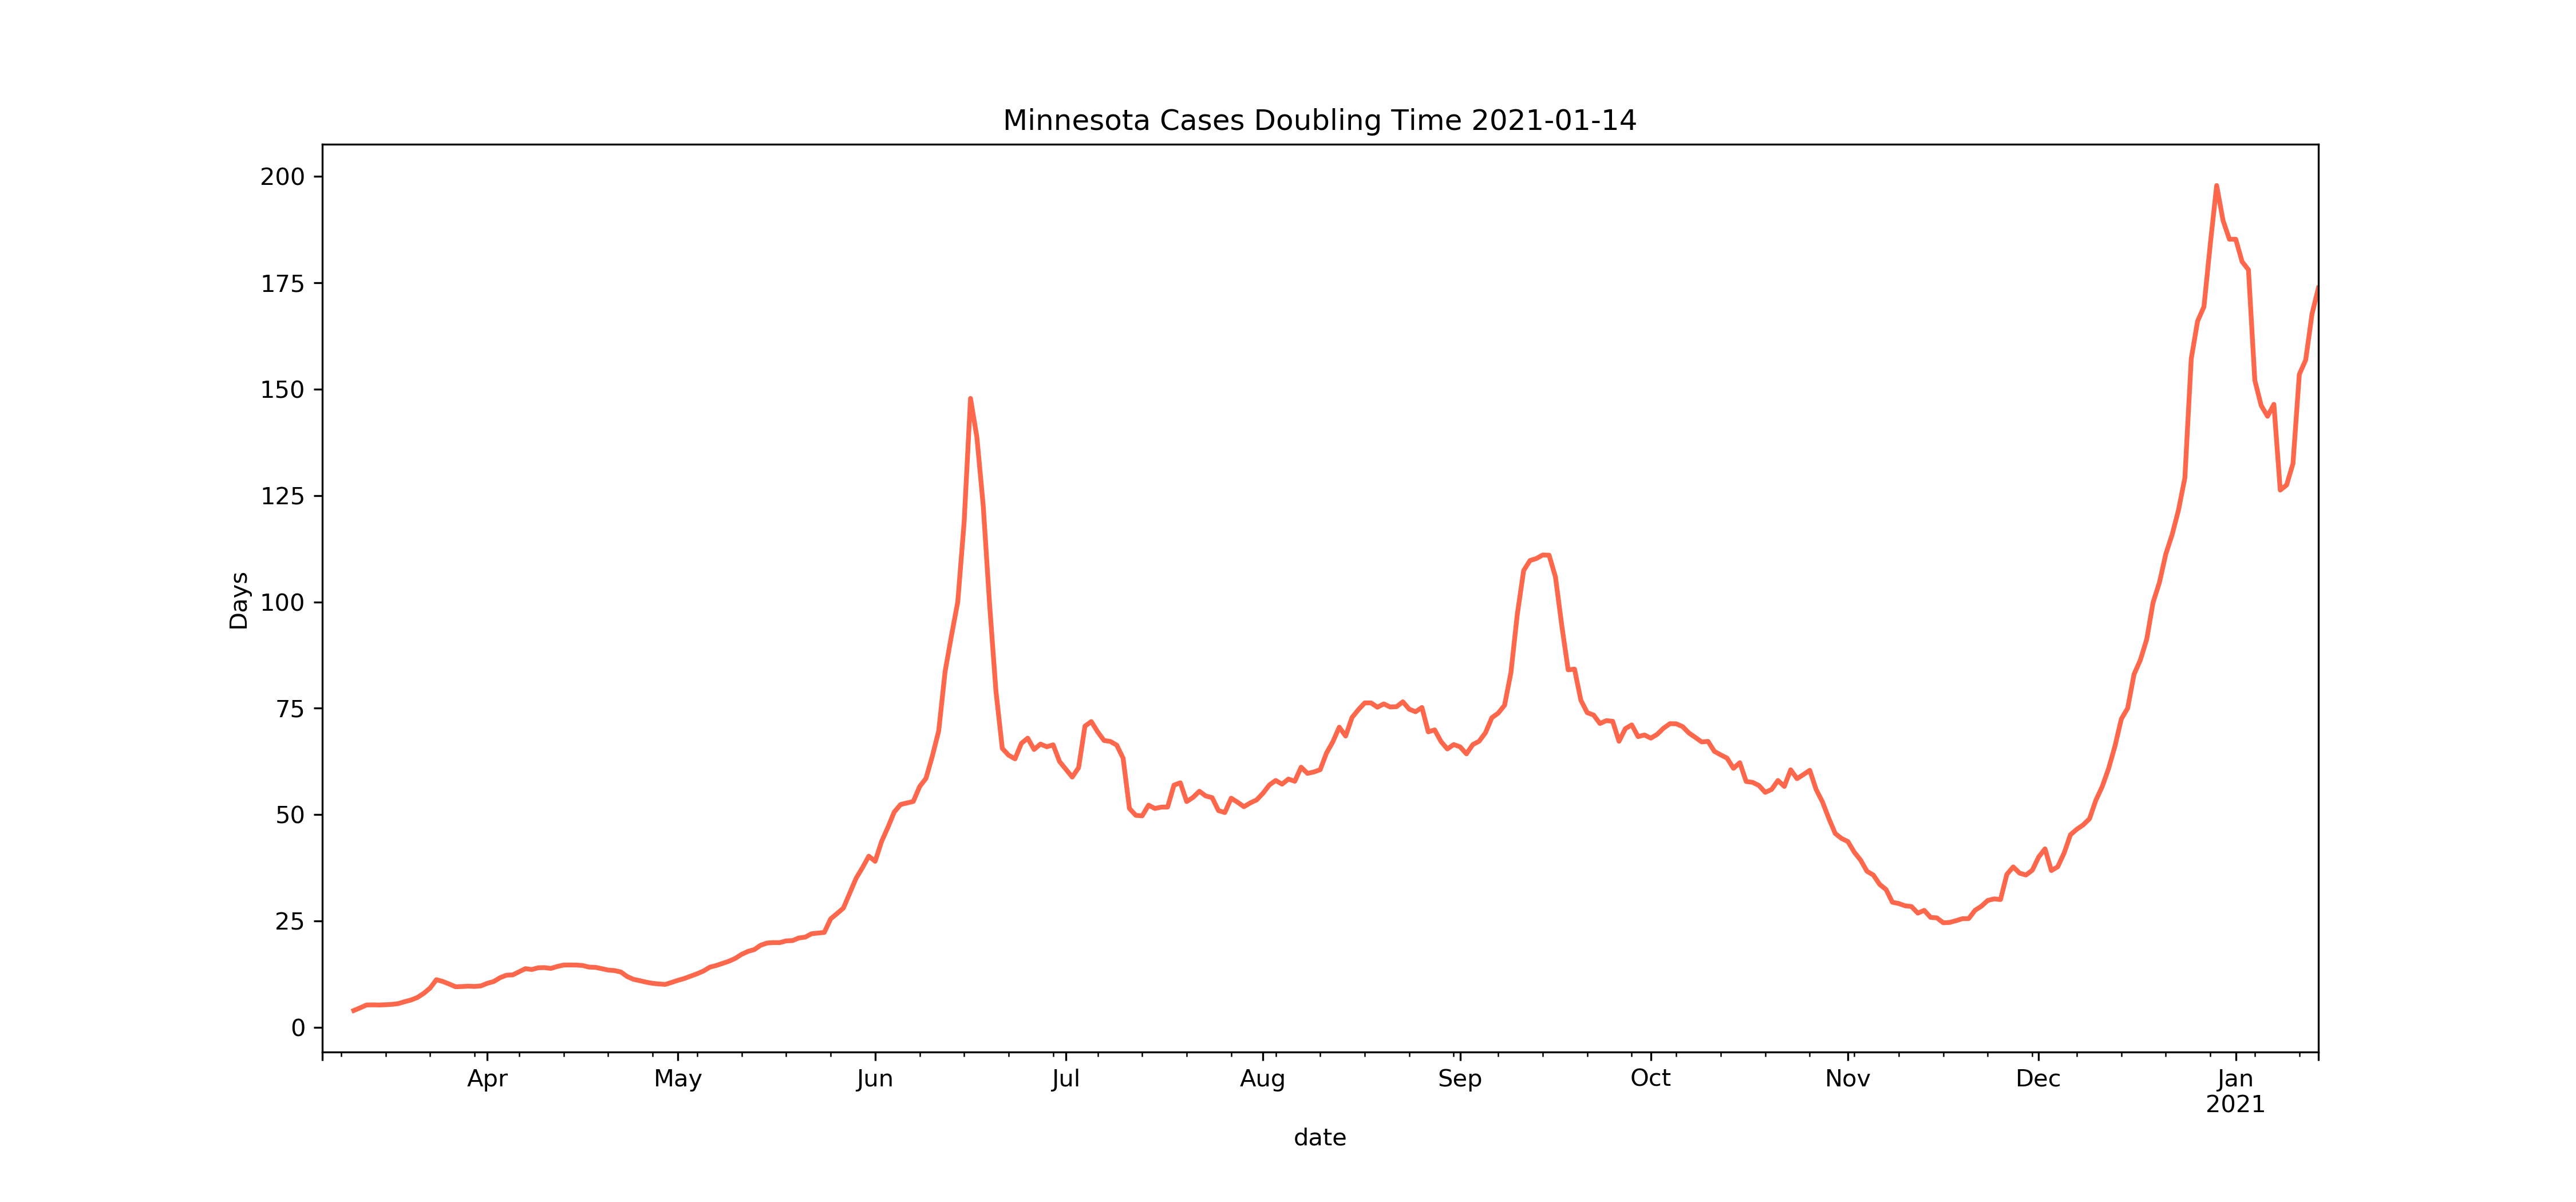 Minnesota Cases Doubling Time 2021-01-14
200
175
150
125
100
75
50
25
0
Days
Apr May Jun Jul Aug Sep Oct Nov Dec Jan
2021
date